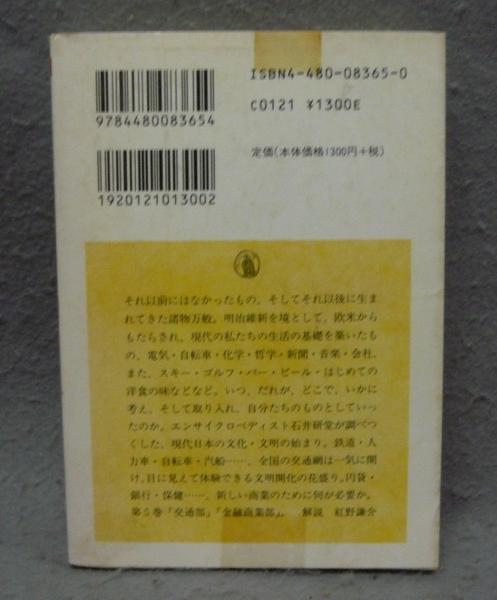 ISBN4-480-08365-0
C0121 ¥1300E
定価(本体価格1300円+税)
9784480083654
1920121013002
それ以前にはなかったもの、そしてそれ以後に生ま
れてきた諸物万般。明治維新を境として、欧米から
もたらされ、現代の私たちの生活の基礎を築いたも
の、電気・自転車・化学・哲学・新聞・音楽・会社、
また、スキー・ゴルフ・バー・ビール・はじめての
洋食の味などなど。いつ、だれが、どこで、いかに
考え、そして取り入れ、自分たちのものとしていっ
たのか。エンサイクロペディスト石井研堂が調べつ
くした、現代日本の文化・文明の始まり。鉄道・人
力車・自転車・汽船……、全国の交通網は一気に開
け、目に見えて体験できる文明開化の花盛り。円貨・
銀行・保健……、新しい商業のために何が必要か。
第5巻「交通部」「金融商業部」。 解説 紅野謙介